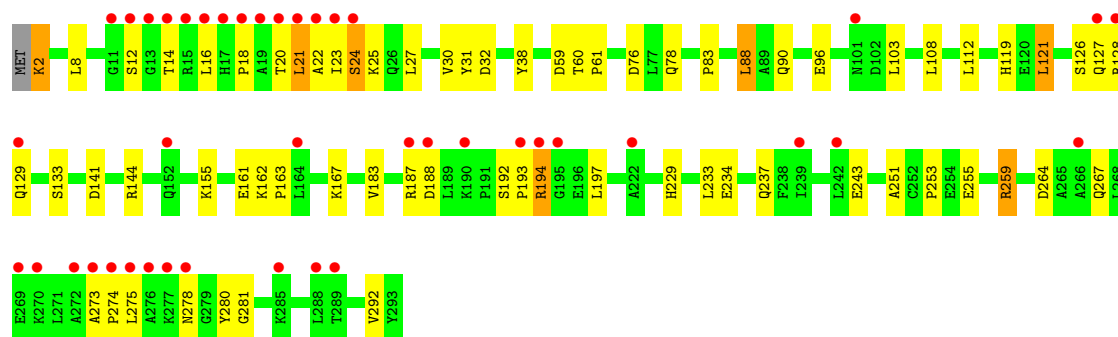 MET K2 L8 G11 S12 G13 T14 R15 L16 H17 P18 A19 T20 L21 A22 I23 S24 K25 Q26 L27 V30 Y31 D32 Y38 D59 T60 P61 D76 L77 Q78 P83 L88 A89 Q90 E96 N101 D102 L103 L108 L112 H119 E120 L121 S126 Q127
Q129 S133 D141 R144 Q152 K155 E161 K162 P163 L164 K167 V183 R187 D188 L189 K190 P191 S192 P193 R194 G195 E196 L197 A222 H229 L233 E234 Q237 F238 I239 L242 E243 A251 C252 P253 E254 E255 R259 D264 A265 A266 Q267
E269 K270 L271 A272 A273 P274 L275 A276 K277 N278 G279 Y280 G281 K285 L288 T289 V292 Y293